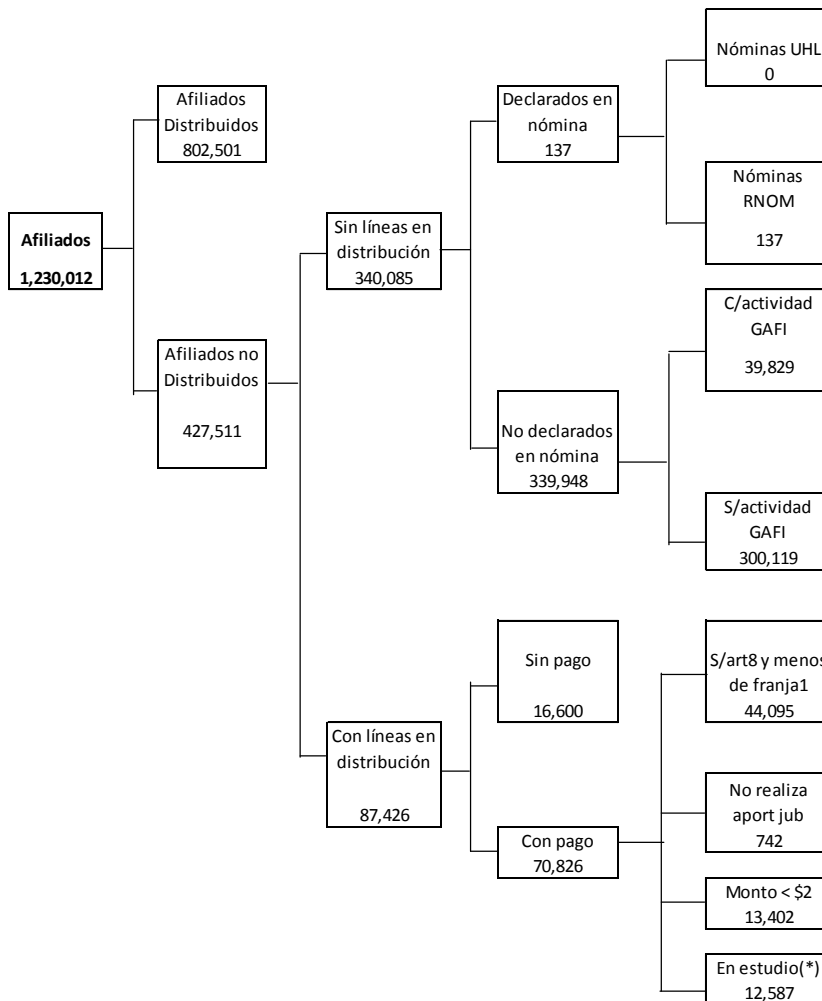 Afiliados
1,230,012
Afiliados
Distribuidos
802,501
Afiliados no
Distribuidos
427,511
Sin líneas en
distribución
340,085
Con líneas en
distribución
87,426
Declarados en
nómina
137
No declarados
en nómina
339,948
Sin pago
16,600
Con pago
70,826
Nóminas UHL
0
Nóminas
RNOM
137
C/actividad
GAFI
39,829
S/actividad
GAFI
300,119
S/art8 y menos
de franja1
44,095
No realiza
aport jub
742
Monto < $2
13,402
En estudio(*)
12,587